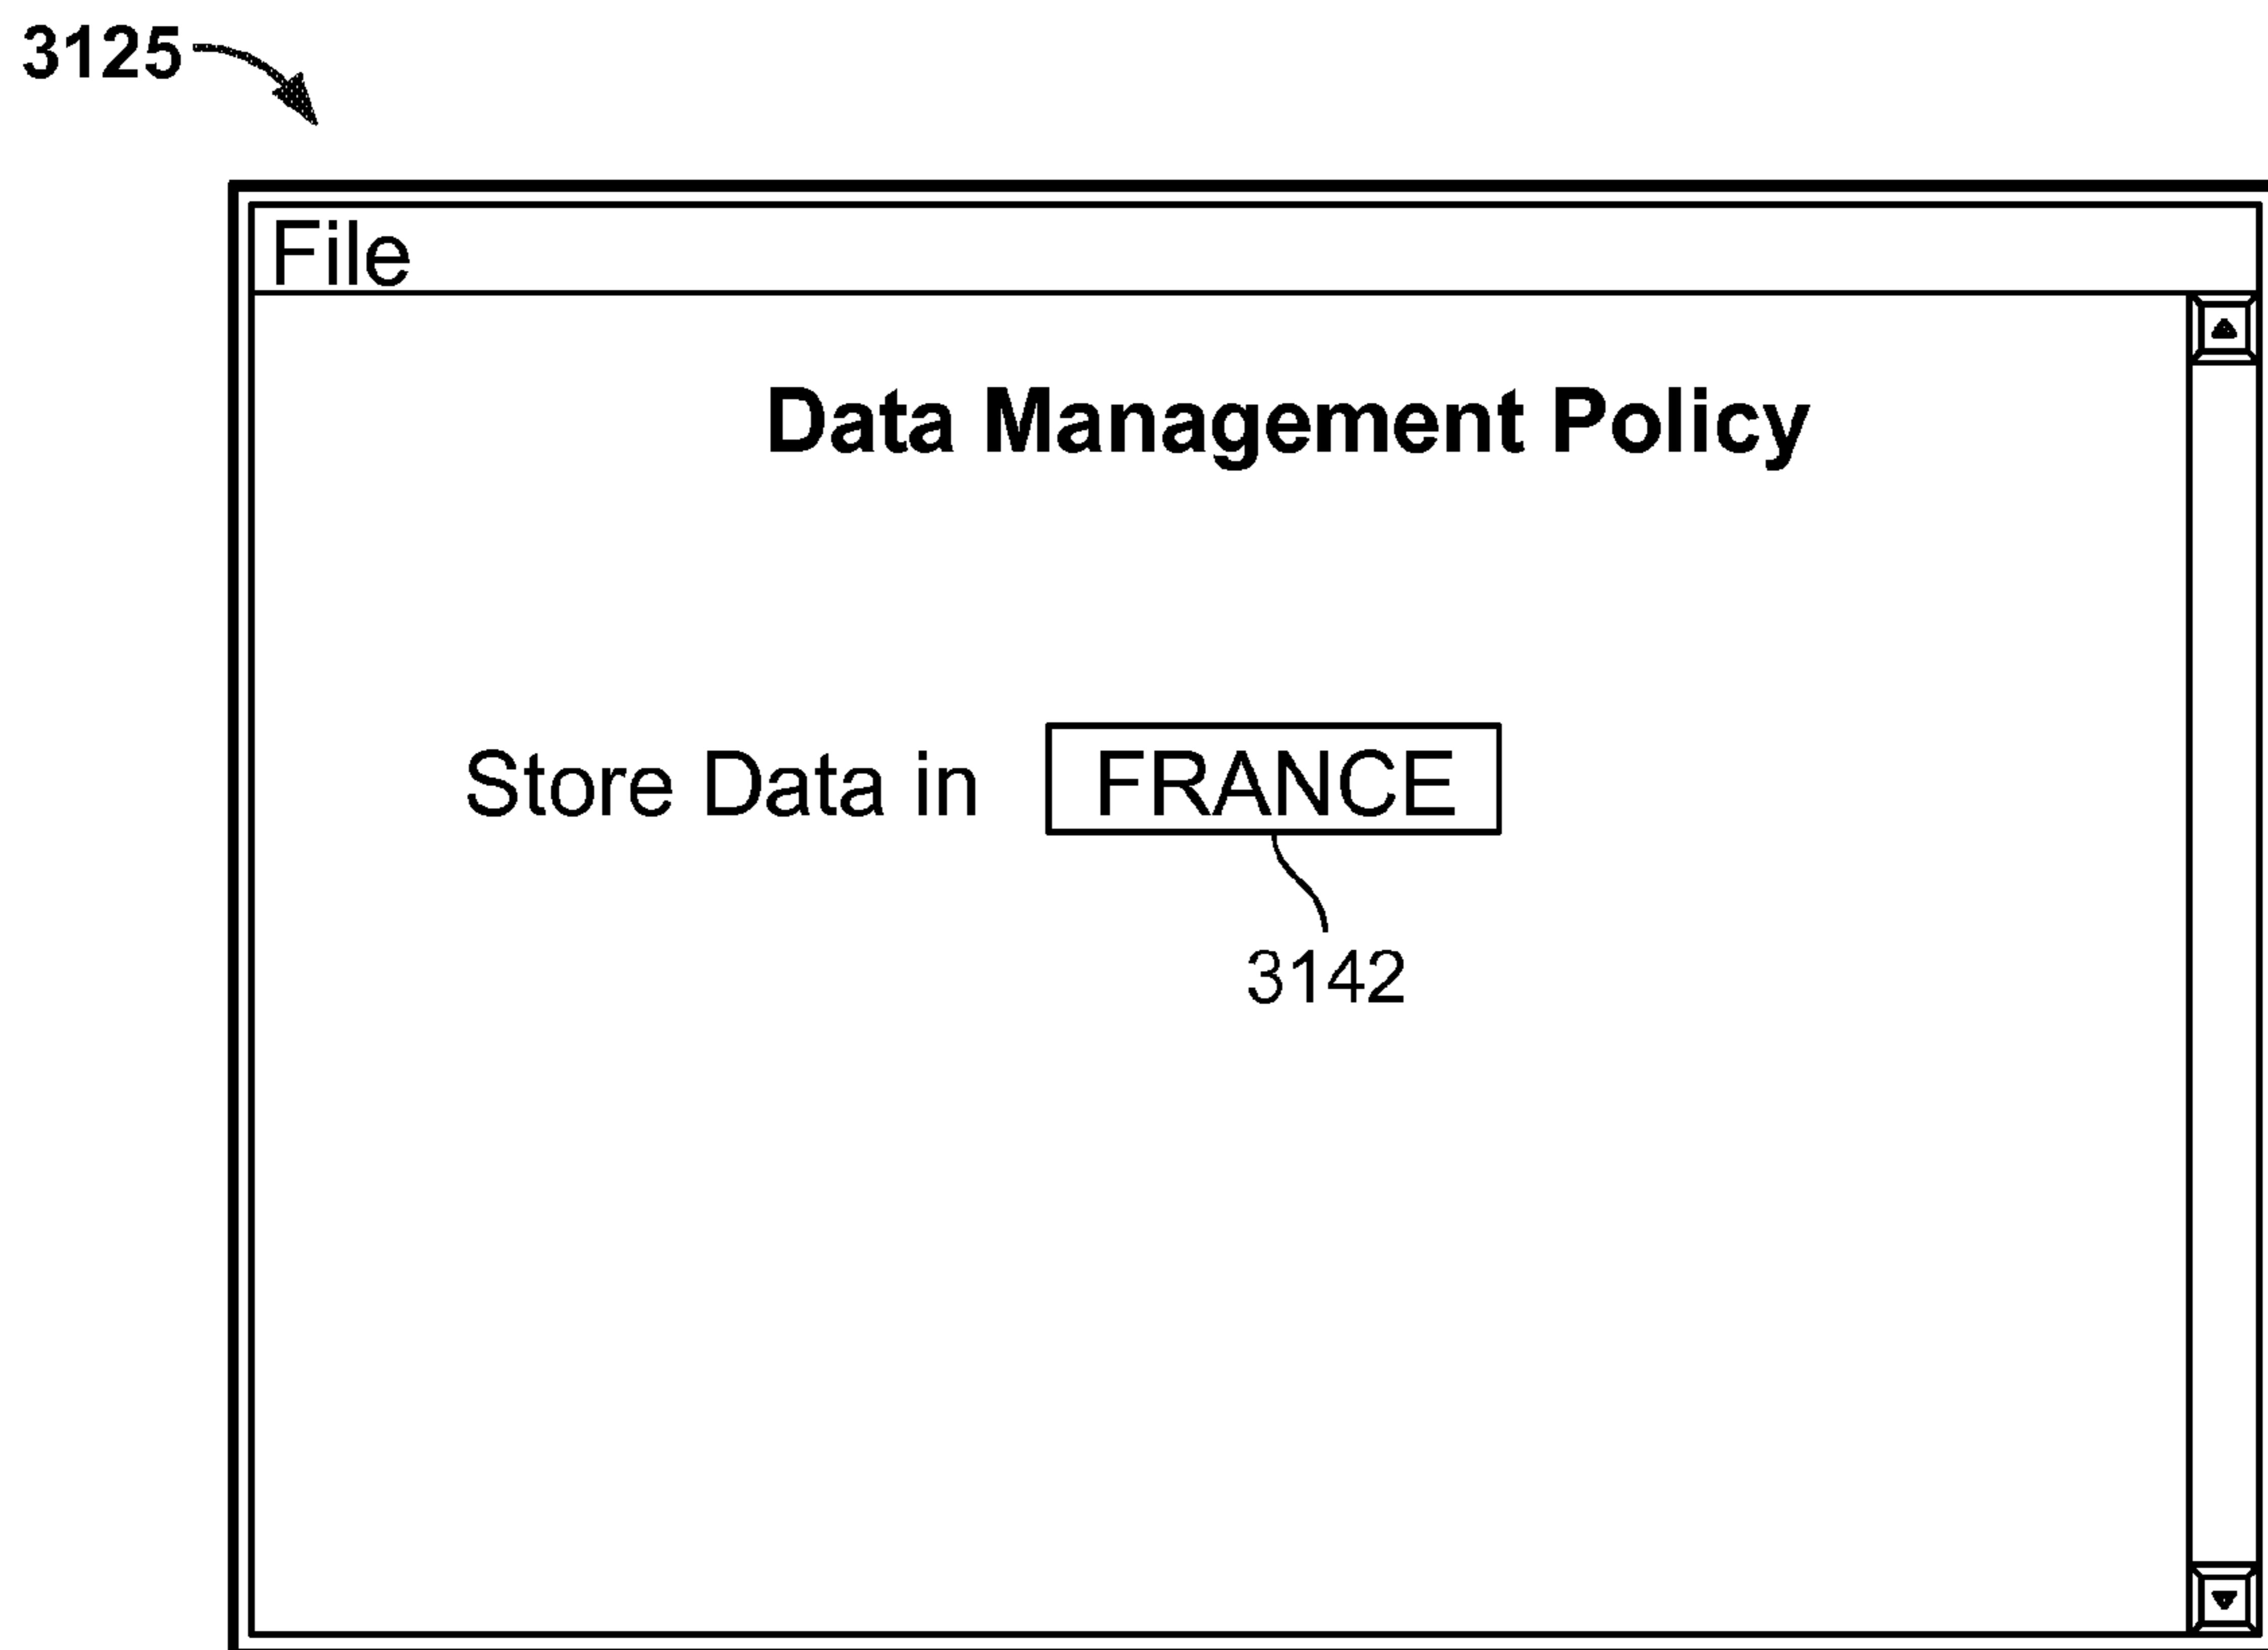 3125
File
Data Management Policy
Store Data in FRANCE
3142